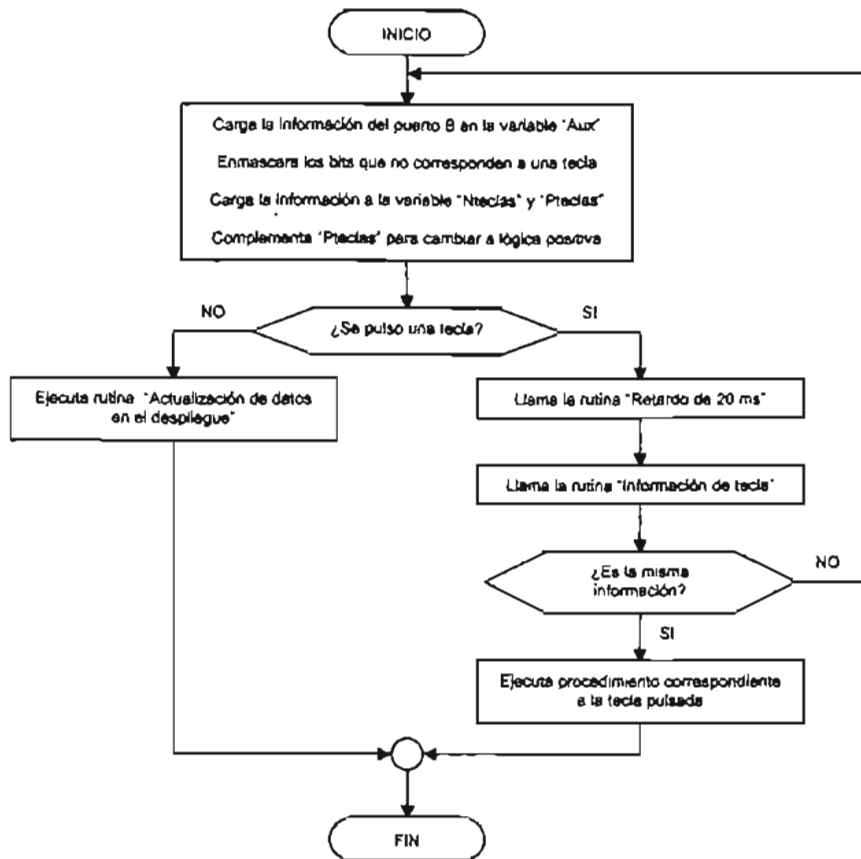 INICIO
Carga la Información del puerto B en la variable "Aux"
Enmascara los bits que no corresponden a una tecla
Carga la Información a la variable "Nteclas" y "Pteclas"
Complementa "Pteclas" para cambiar a lógica positiva
NO
¿Se pulso una tecla?
SI
Ejecuta rutina "Actualización de datos
en el despliegue"
Llama la rutina "Retardo de 20 ms"
Llama la rutina "Información de tecla"
¿Es la misma
información?
NO
SI
Ejecuta procedimiento correspondiente
a la tecla pulsada
FIN